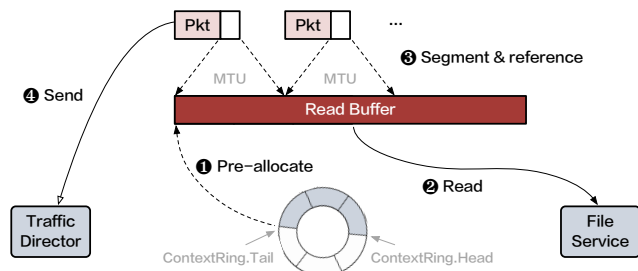 Pkt
Pkt
...
❸ Segment & reference
MTU
MTU
❹ Send
Read Buffer
❶ Pre-allocate
❷ Read
Traffic
Director
File
Service
ContextRing.Tail
ContextRing.Head